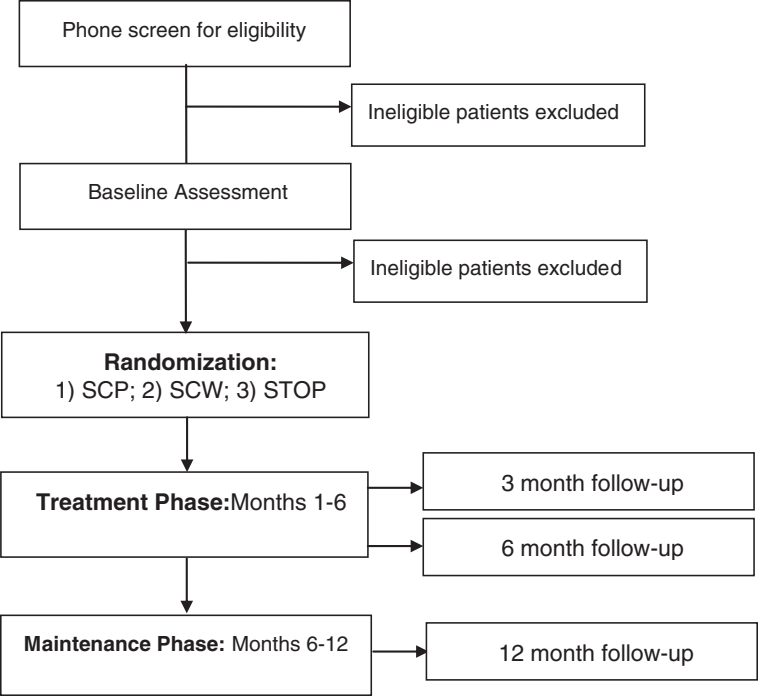 Phone screen for eligibility
Ineligible patients excluded
Baseline Assessment
Ineligible patients excluded
Randomization:
1) SCP; 2) SCW; 3) STOP
Treatment Phase:Months 1-6
3 month follow-up
6 month follow-up
Maintenance Phase: Months 6-12
12 month follow-up